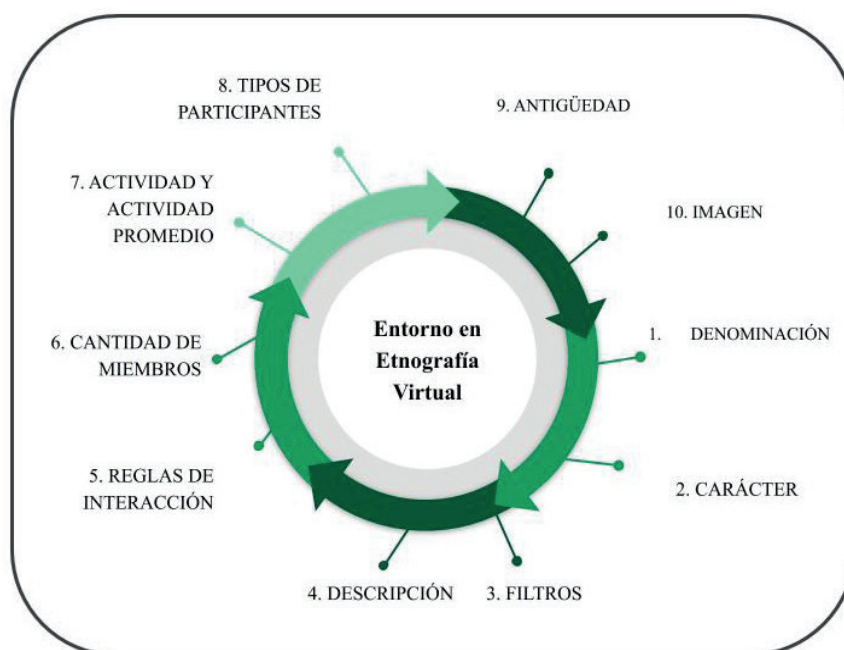 8. TIPOS DE
PARTICIPANTES
9. ANTIGÜEDAD
7. ACTIVIDAD Y
ACTIVIDAD
PROMEDIO
10. IMAGEN
Entorno en
Etnografía
Virtual
1. DENOMINACIÓN
6. CANTIDAD DE
MIEMBROS
5. REGLAS DE
INTERACCIÓN
2. CARÁCTER
4. DESCRIPCIÓN
3. FILTROS